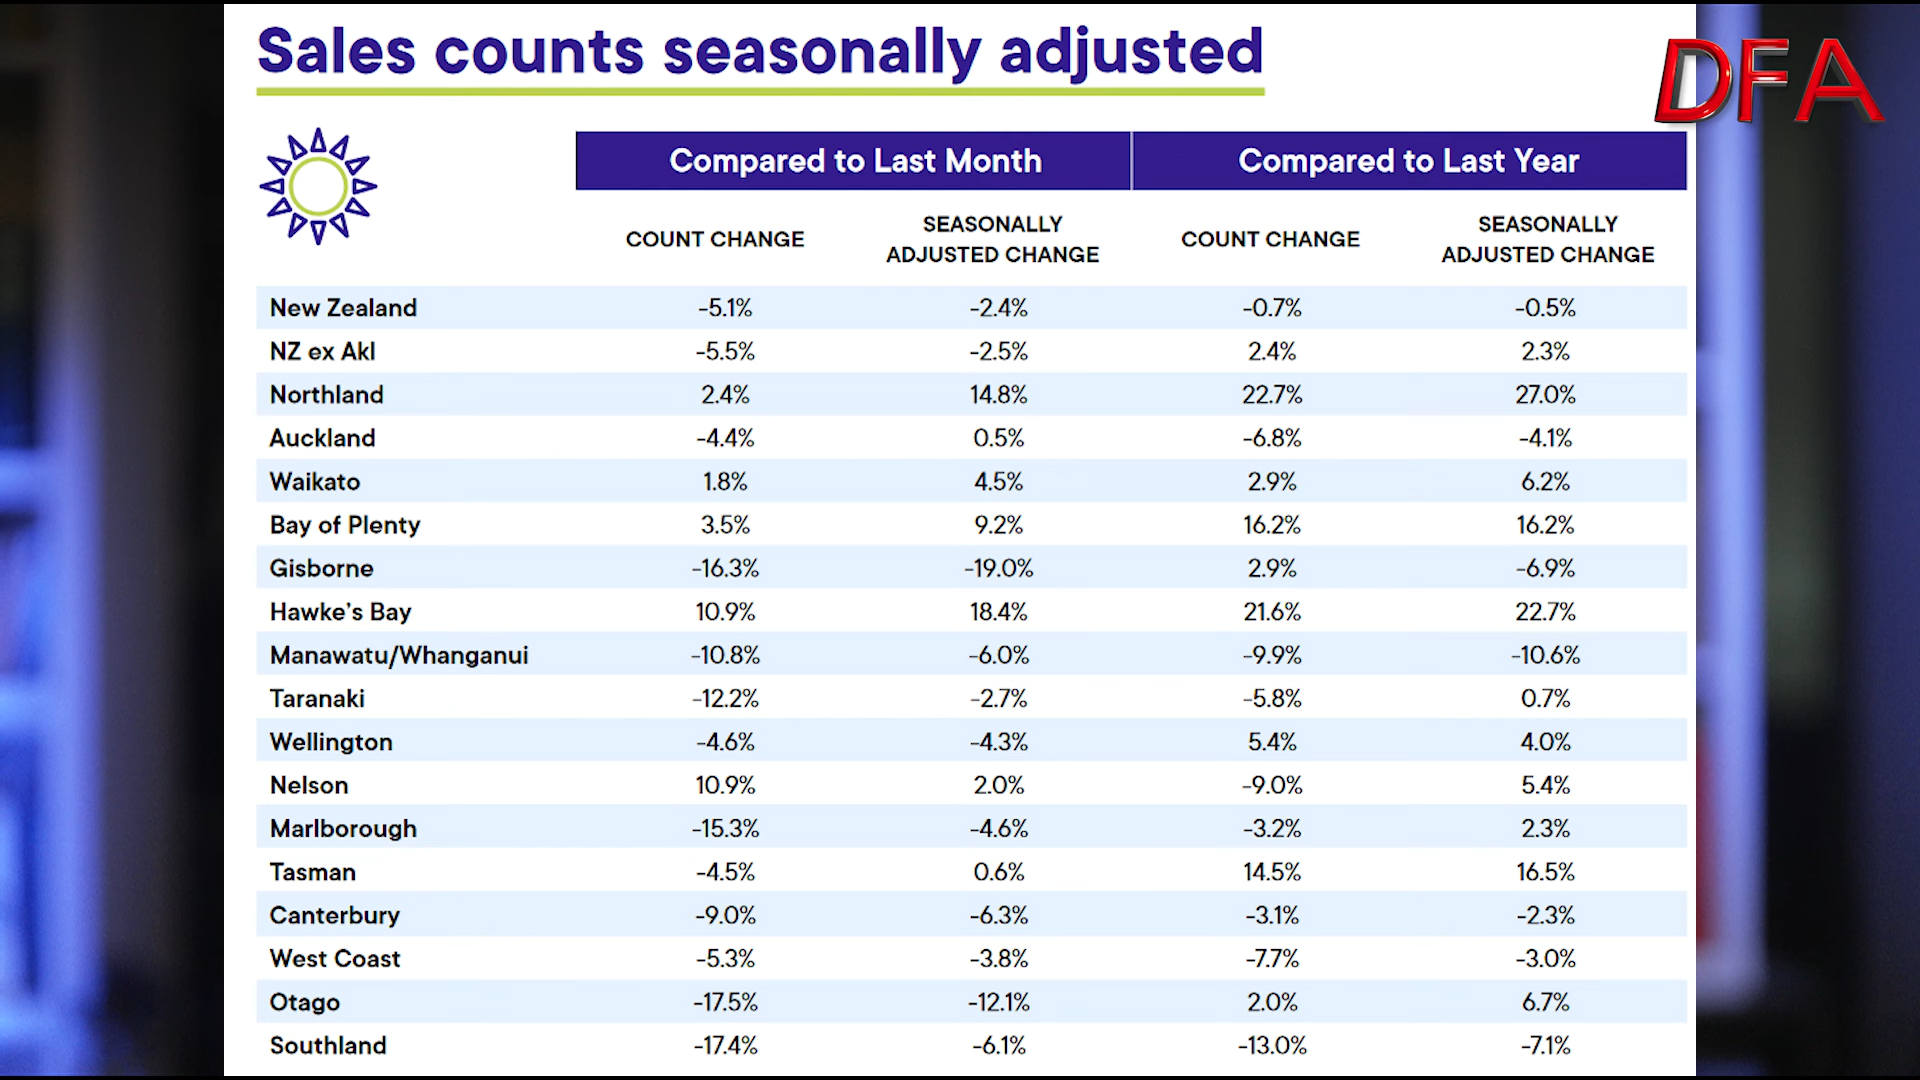 Sales counts seasonally adjusted
DFA
Compared to Last Month Compared to Last Year
COUNT CHANGE SEASONALLY ADJUSTED CHANGE COUNT CHANGE SEASONALLY ADJUSTED CHANGE
New Zealand -5.1% -2.4% -0.7% -0.5%
NZ ex Akl -5.5% -2.5% 2.4% 2.3%
Northland 2.4% 14.8% 22.7% 27.0%
Auckland -4.4% 0.5% -6.8% -4.1%
Waikato 1.8% 4.5% 2.9% 6.2%
Bay of Plenty 3.5% 9.2% 16.2% 16.2%
Gisborne -16.3% -19.0% 2.9% -6.9%
Hawke's Bay 10.9% 18.4% 21.6% 22.7%
Manawatu/Whanganui -10.8% -6.0% -9.9% -10.6%
Taranaki -12.2% -2.7% -5.8% 0.7%
Wellington -4.6% -4.3% 5.4% 4.0%
Nelson 10.9% 2.0% -9.0% 5.4%
Marlborough -15.3% -4.6% -3.2% 2.3%
Tasman -4.5% 0.6% 14.5% 16.5%
Canterbury -9.0% -6.3% -3.1% -2.3%
West Coast -5.3% -3.8% -7.7% -3.0%
Otago -17.5% -12.1% 2.0% 6.7%
Southland -17.4% -6.1% -13.0% -7.1%